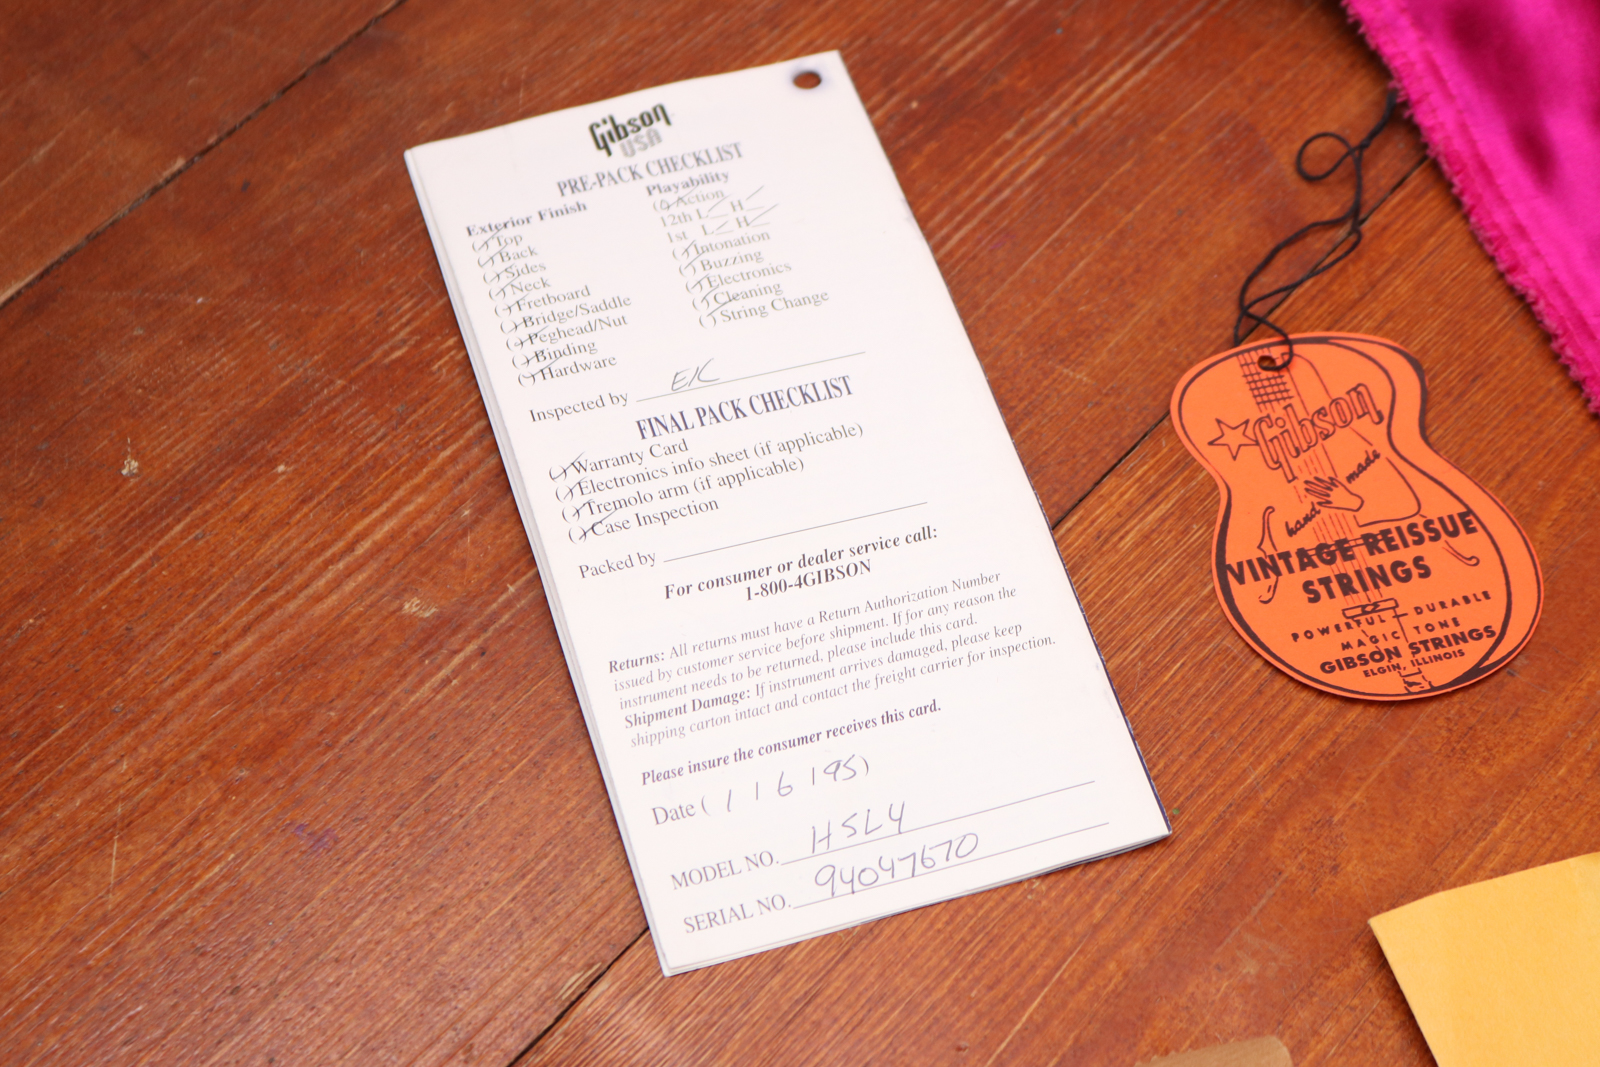 Gibson
USA
PRE-PACK CHECKLIST
Exterior Finish
( ) Top
( ) Back
( ) Sides
( ) Neck
( ) Fretboard
( ) Bridge/Saddle
( ) Peghead/Nut
( ) Binding
( ) Hardware
Playability
( ) Action
12th L H
1st L H
( ) Intonation
( ) Buzzing
( ) Electronics
( ) Cleaning
( ) String Change
Inspected by EK
FINAL PACK CHECKLIST
( ) Warranty Card
( ) Electronics info sheet (if applicable)
( ) Tremolo arm (if applicable)
( ) Case Inspection
Packed by
For consumer or dealer service call:
1-800-4GIBSON
Returns: All returns must have a Return Authorization Number
issued by customer service before shipment. If for any reason the
instrument needs to be returned, please include this card.
Shipment Damage: If instrument arrives damaged, please keep
shipping carton intact and contact the freight carrier for inspection.
Please insure the consumer receives this card.
Date ( 1 16 195)
MODEL NO. HSLY
SERIAL NO. 94047670
Gibson
hand made
VINTAGE REISSUE
STRINGS
POWERFUL - DURABLE
MAGIC TONE
GIBSON STRINGS
ELGIN, ILLINOIS